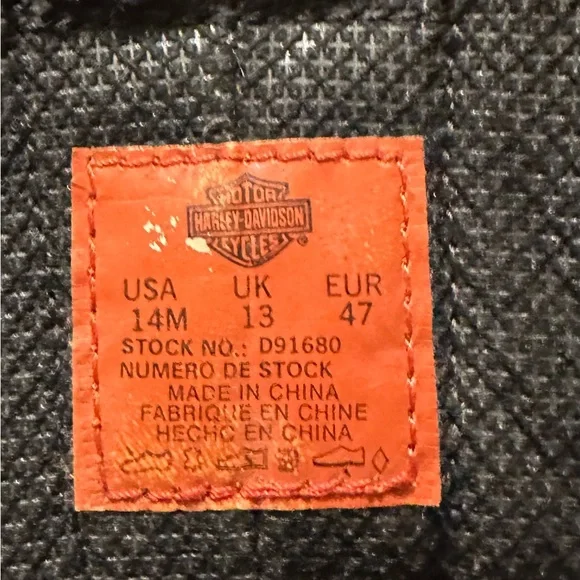 MOTOR
HARLEY-DAVIDSON
CYCLES
®
USA UK EUR
14M 13 47
STOCK NO.: D91680
NUMERO DE STOCK
MADE IN CHINA
FABRIQUE EN CHINE
HECHO EN CHINA